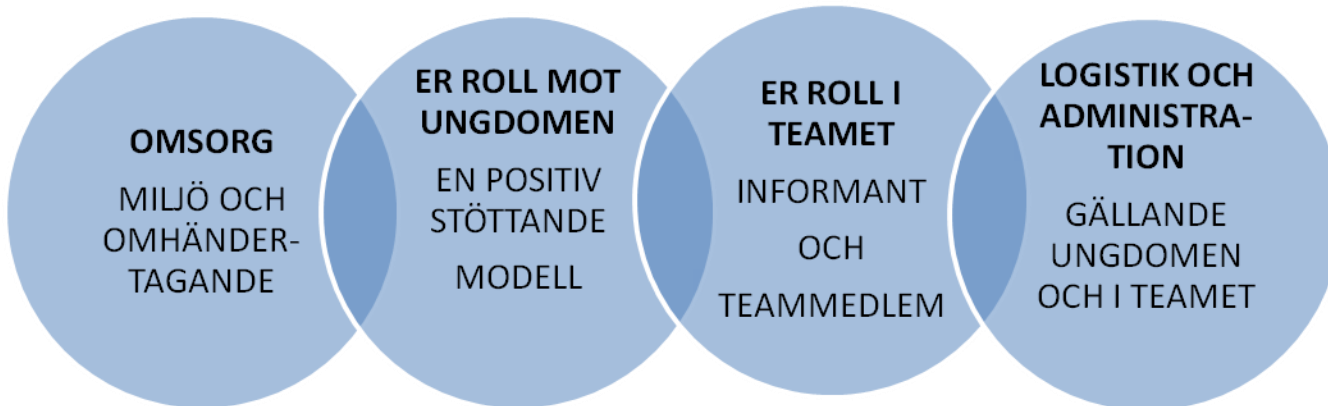 OMSORG
MILJÖ OCH
OMHÄNDER-
TAGANDE
ER ROLL MOT
UNGDOMEN
EN POSITIV
STÖTTANDE
MODELL
ER ROLL I
TEAMET
INFORMANT
OCH
TEAMMEDLEM
LOGISTIK OCH
ADMINISTRA-
TION
GÄLLANDE
UNGDOMEN
OCH I TEAMET